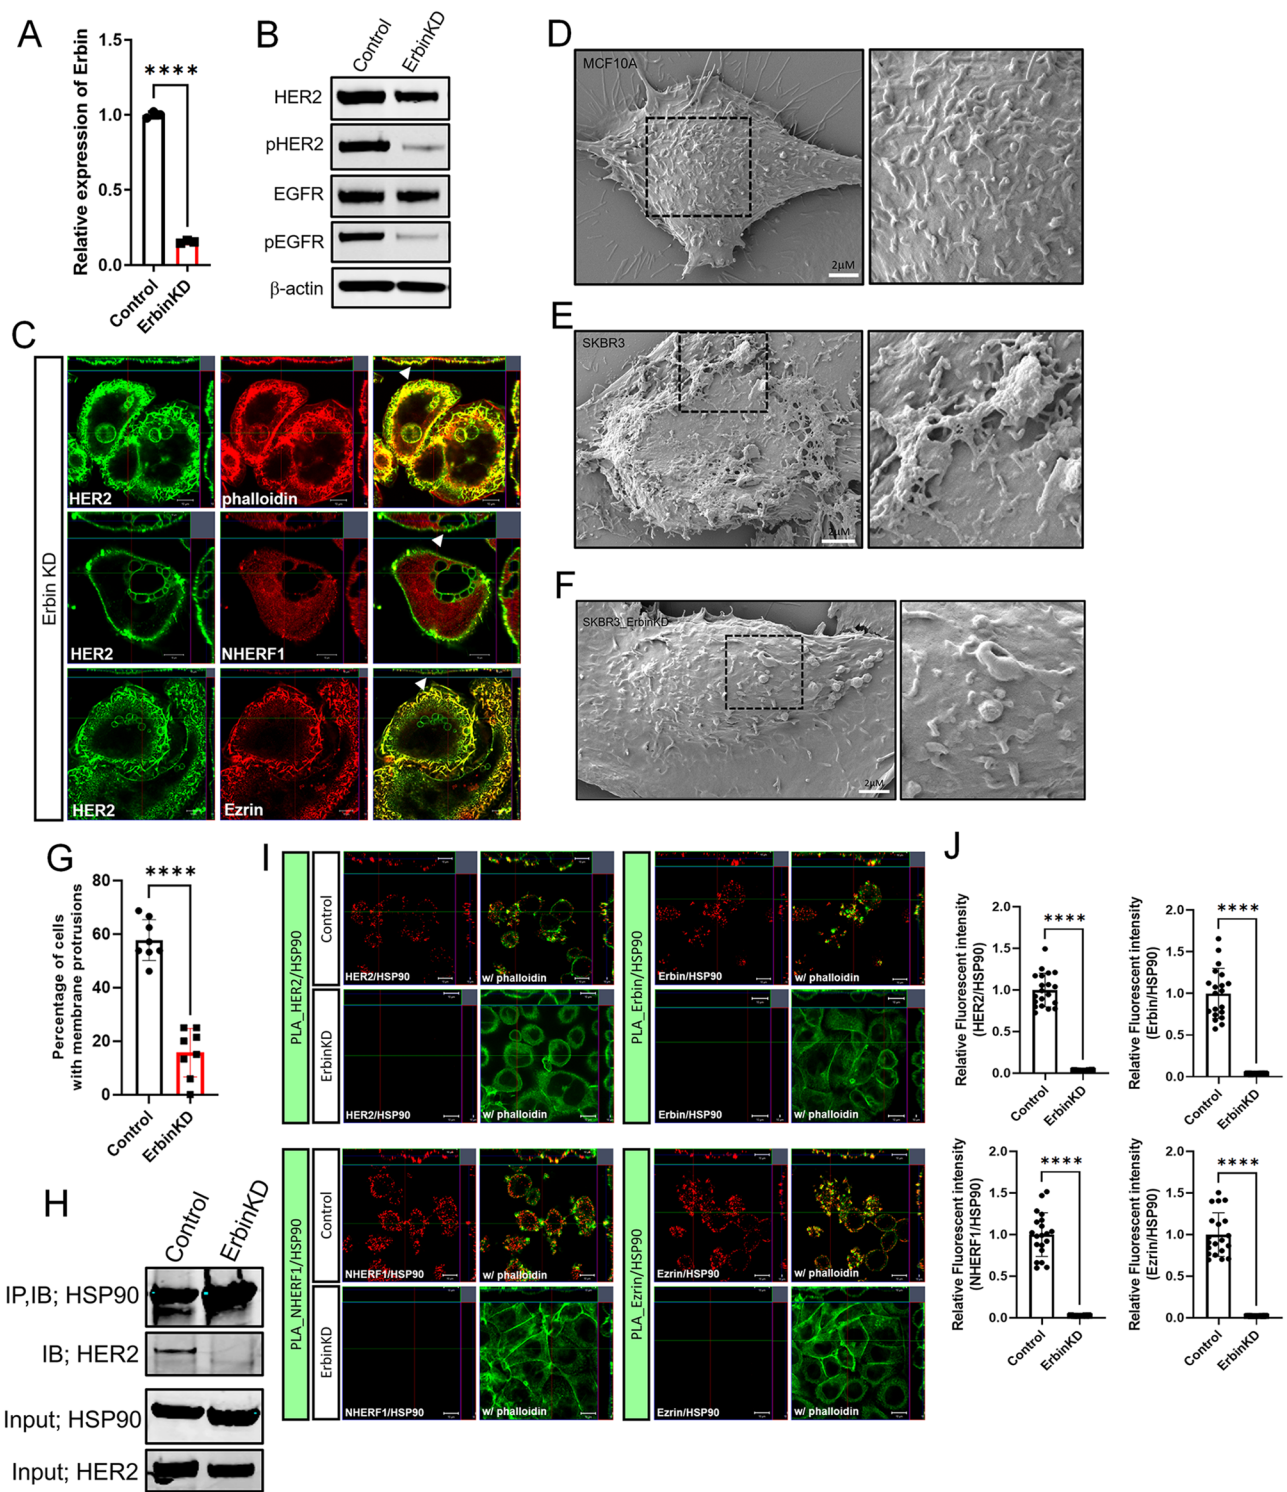 A
1.5
1.0
0.5
0.0
Relative expression of Erbin
****
Control
ErbinKD
B
Control
ErbinKD
HER2
pHER2
EGFR
pEGFR
β-actin
C
Erbin KD
HER2
phalloidin
HER2
NHERF1
HER2
Ezrin
D
MCF10A
2μM
E
SKBR3
2μM
F
SKBR3_ErbinKD
2μM
G
Percentage of cells
with membrane protrusions
80
60
40
20
0
****
Control
ErbinKD
H
Control
ErbinKD
IP,IB; HSP90
IB; HER2
Input; HSP90
Input; HER2
I
PLA_HER2/HSP90
Control
HER2/HSP90
w/ phalloidin
ErbinKD
HER2/HSP90
w/ phalloidin
PLA_Erbin/HSP90
Erbin/HSP90
w/ phalloidin
Erbin/HSP90
w/ phalloidin
PLA_NHERF1/HSP90
Control
NHERF1/HSP90
w/ phalloidin
ErbinKD
NHERF1/HSP90
w/ phalloidin
PLA_Ezrin/HSP90
Ezrin/HSP90
w/ phalloidin
Ezrin/HSP90
w/ phalloidin
J
Relative Fluorescent intensity
(HER2/HSP90)
2.0
1.5
1.0
0.5
0.0
****
Control
ErbinKD
Relative Fluorescent intensity
(Erbin/HSP90)
2.0
1.5
1.0
0.5
0.0
****
Control
ErbinKD
Relative Fluorescent intensity
(NHERF1/HSP90)
2.0
1.5
1.0
0.5
0.0
****
Control
ErbinKD
Relative Fluorescent intensity
(Ezrin/HSP90)
2.0
1.5
1.0
0.5
0.0
****
Control
ErbinKD